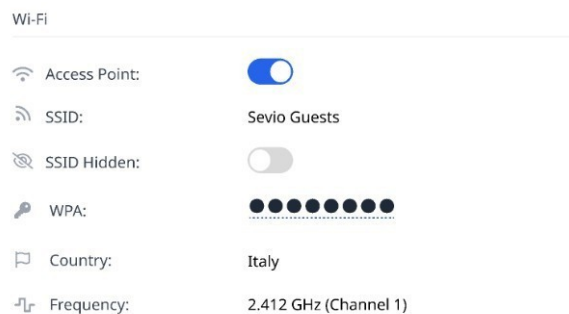 Wi-Fi
Access Point:
SSID: Sevio Guests
SSID Hidden:
WPA: ●●●●●●●●
Country: Italy
Frequency: 2.412 GHz (Channel 1)